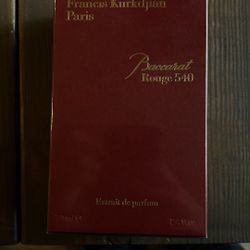 Francis Kurkdjian
Paris
Baccarat
Rouge 540
Extrait de parfum